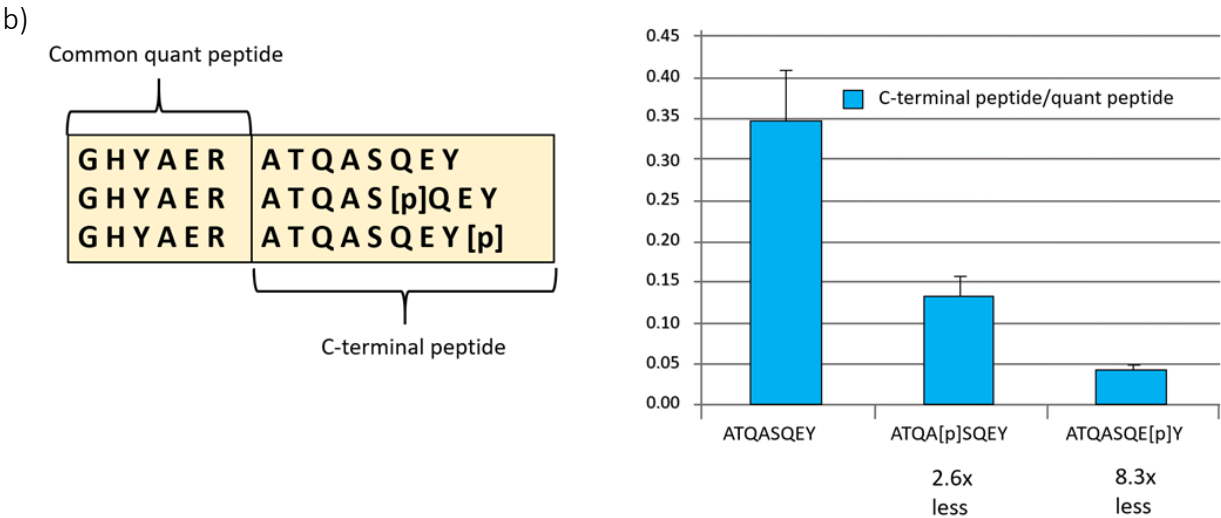 b)
Common quant peptide
GHYAER ATQASQEY
GHYAER ATQAS[p]QEY
GHYAER ATQASQEY[p]
C-terminal peptide
0.45
0.40
0.35
0.30
0.25
0.20
0.15
0.10
0.05
0.00
C-terminal peptide/quant peptide
ATQASQEY ATQA[p]SQEY ATQASQE[p]Y
2.6x 8.3x
less less